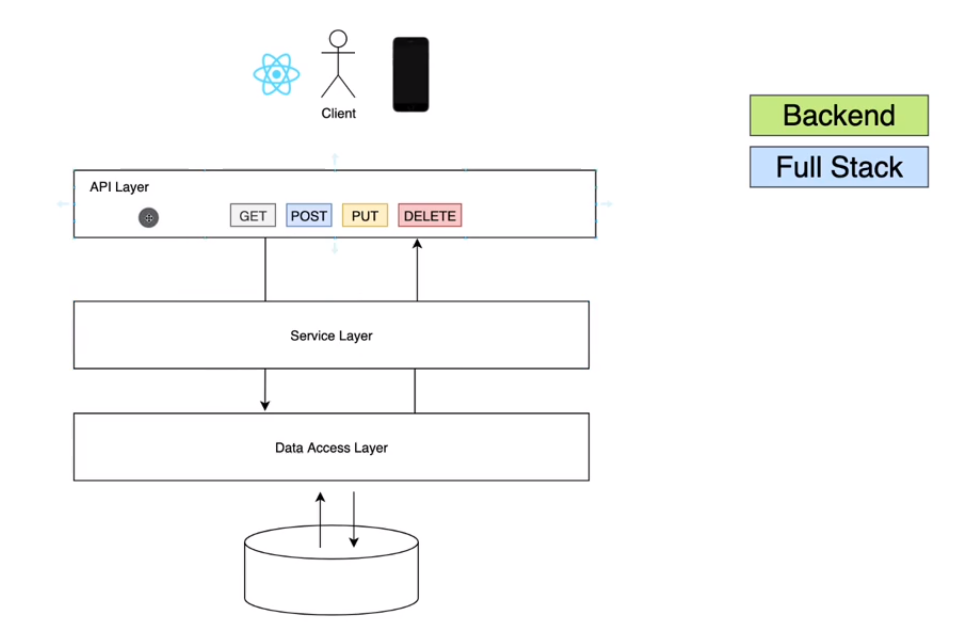 Client
Backend
Full Stack
API Layer
GET POST PUT DELETE
Service Layer
Data Access Layer